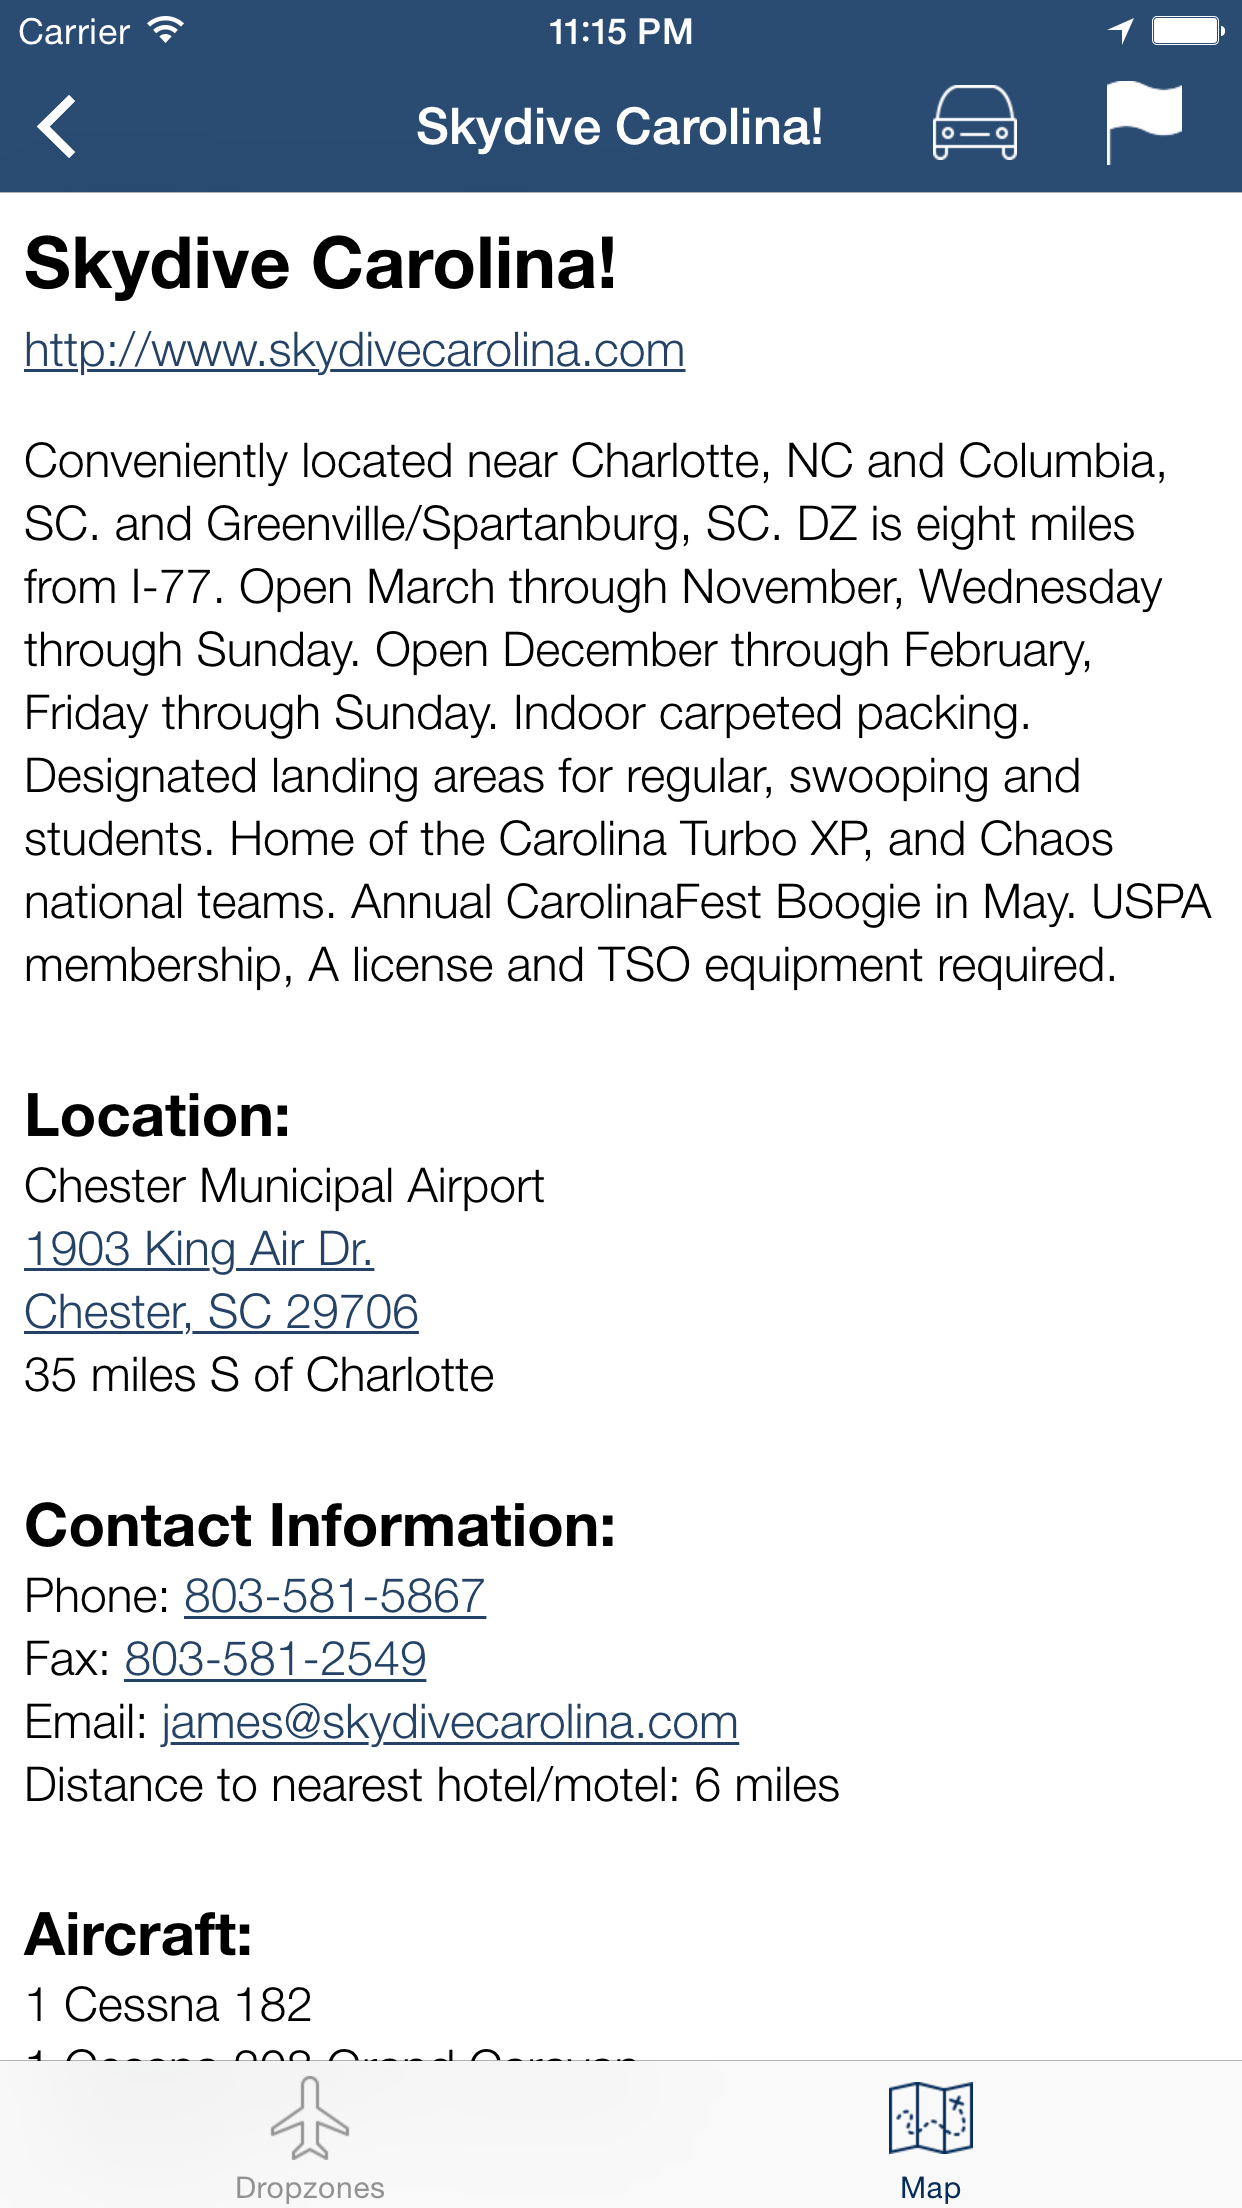 Carrier 11:15 PM
Skydive Carolina!
Skydive Carolina!
http://www.skydivecarolina.com
Conveniently located near Charlotte, NC and Columbia,
SC. and Greenville/Spartanburg, SC. DZ is eight miles
from I-77. Open March through November, Wednesday
through Sunday. Open December through February,
Friday through Sunday. Indoor carpeted packing.
Designated landing areas for regular, swooping and
students. Home of the Carolina Turbo XP, and Chaos
national teams. Annual CarolinaFest Boogie in May. USPA
membership, A license and TSO equipment required.
Location:
Chester Municipal Airport
1903 King Air Dr.
Chester, SC 29706
35 miles S of Charlotte
Contact Information:
Phone: 803-581-5867
Fax: 803-581-2549
Email: james@skydivecarolina.com
Distance to nearest hotel/motel: 6 miles
Aircraft:
1 Cessna 182
1 Cessna 208 Grand Caravan
Dropzones
Map